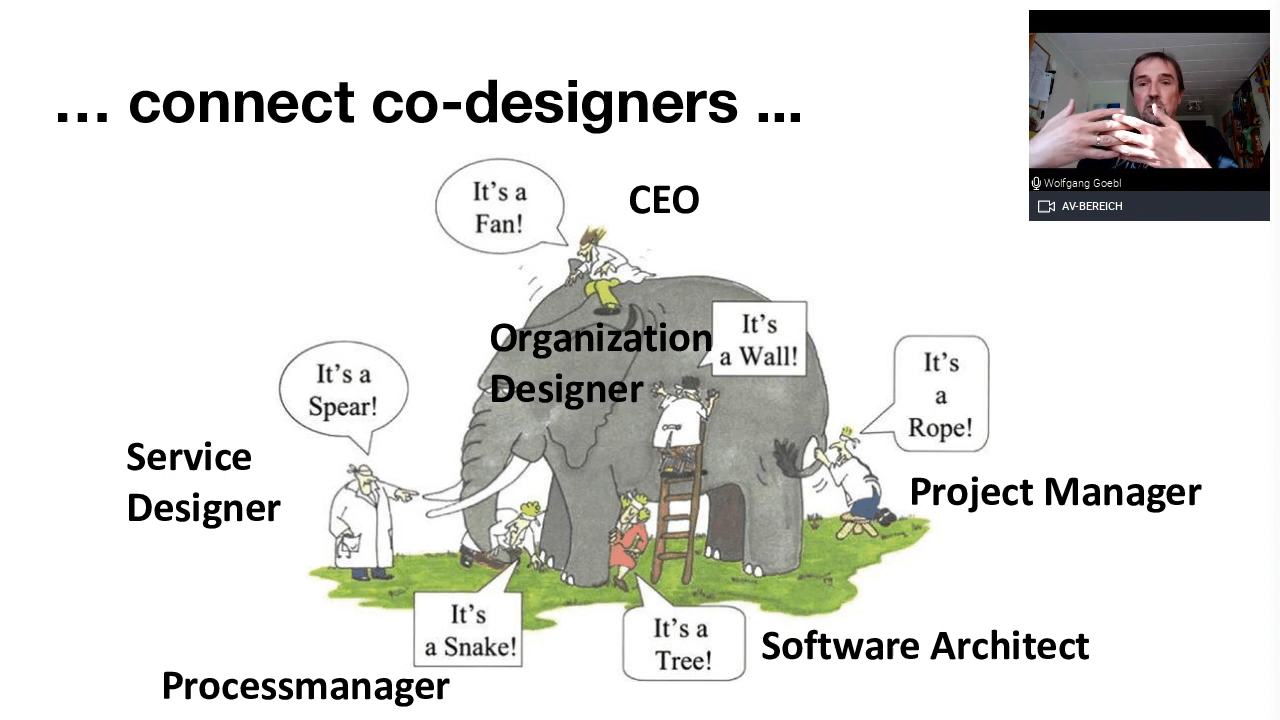 ... connect co-designers ...
Wolfgang Goebl
AV-BEREICH
It's a
Fan!
CEO
Organization
Designer
It's
a Wall!
It's a
Spear!
It's
a
Rope!
Service
Designer
Project Manager
It's
a Snake!
It's a
Tree!
Software Architect
Processmanager